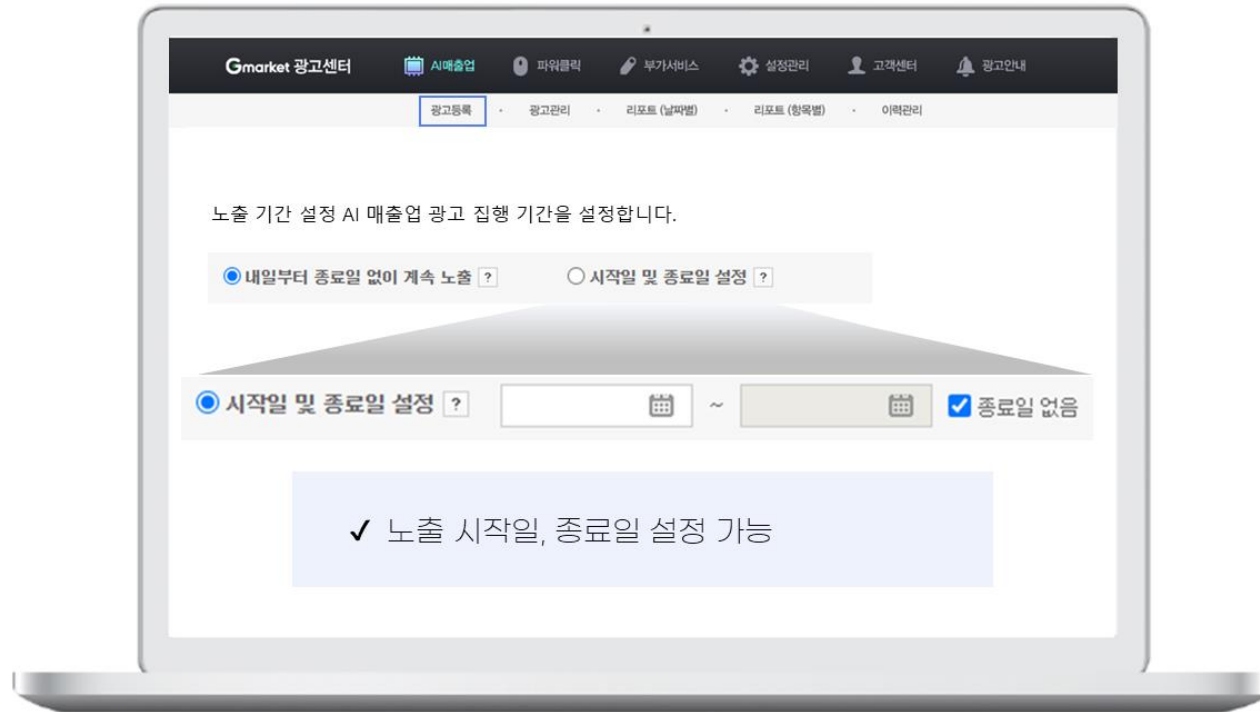 Gmarket 광고센터 AI매출업 파워클릭 부가서비스 설정관리 고객센터 광고안내
광고등록 · 광고관리 · 리포트 (날짜별) · 리포트 (항목별) · 이력관리
노출 기간 설정 AI 매출업 광고 집행 기간을 설정합니다.
내일부터 종료일 없이 계속 노출 ? 시작일 및 종료일 설정 ?
시작일 및 종료일 설정 ? ~ 종료일 없음
✓ 노출 시작일, 종료일 설정 가능